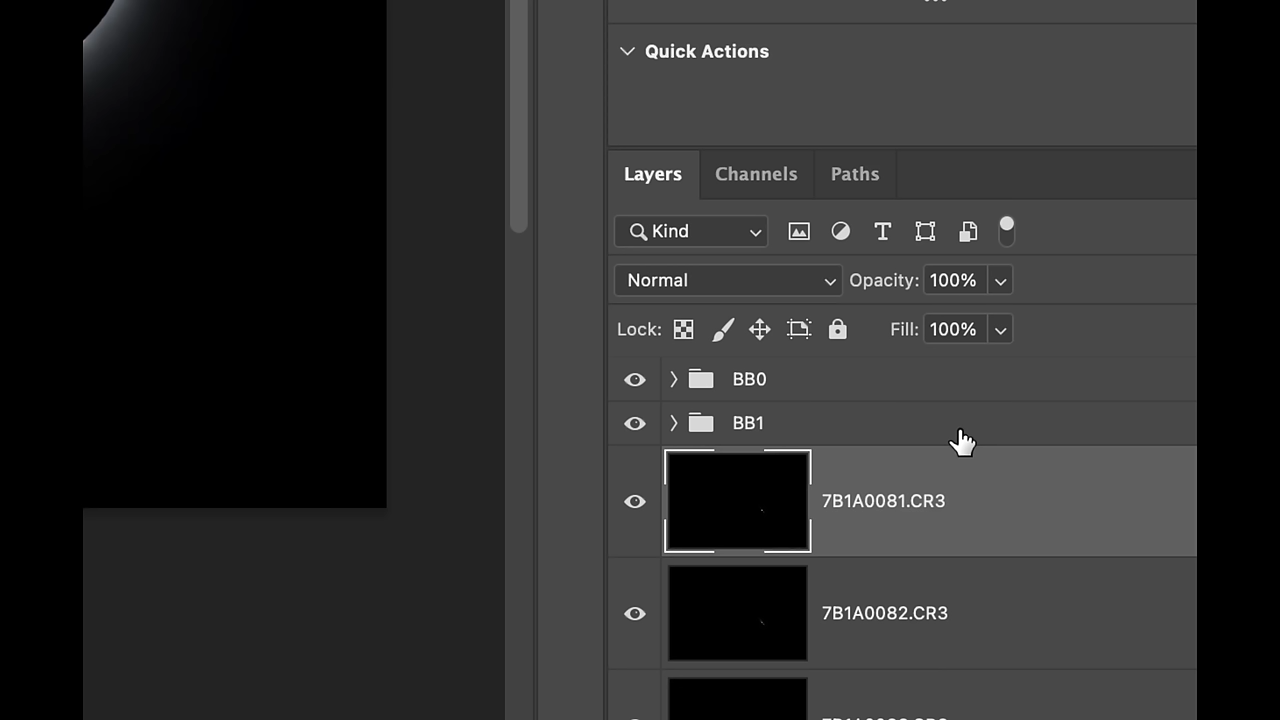 Quick Actions
Layers Channels Paths
Kind
Normal Opacity: 100%
Lock: Fill: 100%
BB0
BB1
7B1A0081.CR3
7B1A0082.CR3